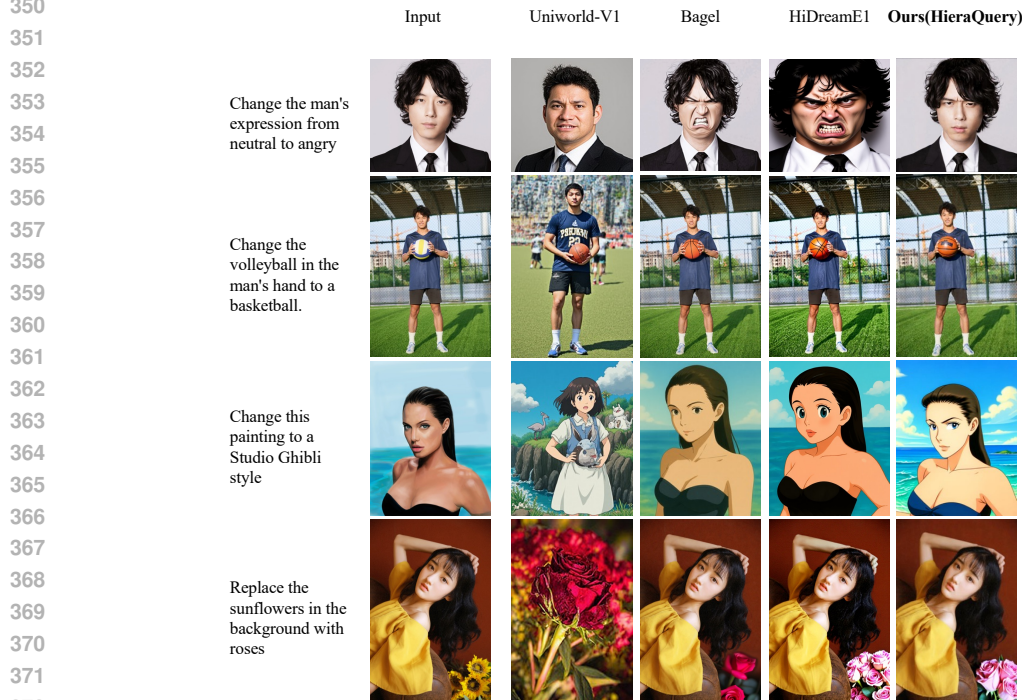 350
Input Uniworld-V1 Bagel HiDreamE1 Ours(HieraQuery)
351
352
353
Change the man's
expression from
354
neutral to angry
355
356
357
Change the
358
volleyball in the
359
man's hand to a
basketball.
360
361
362
363
Change this
364
painting to a
Studio Ghibli
365
style
366
367
368
Replace the
369
sunflowers in the
370
background with
roses
371